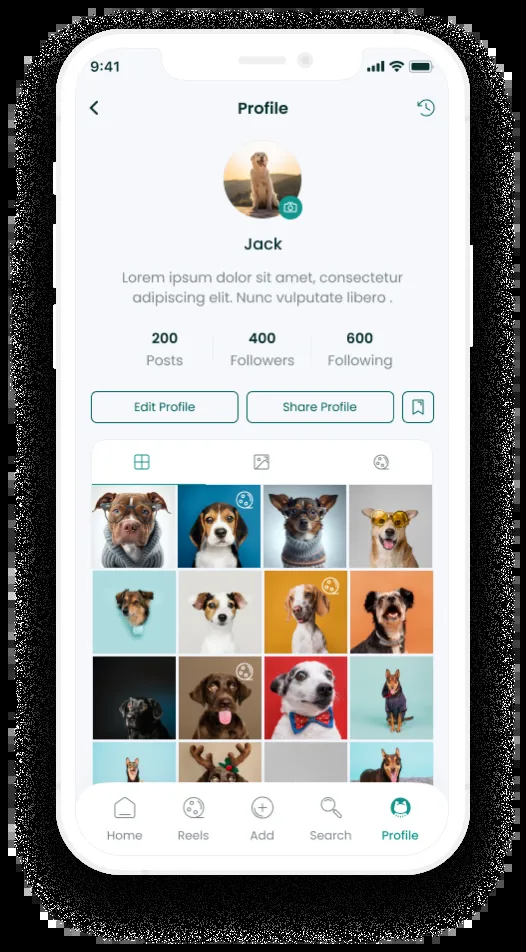 9:41
Profile
Jack
Lorem ipsum dolor sit amet, consectetur
adipiscing elit. Nunc vulputate libero .
200 400 600
Posts Followers Following
Edit Profile Share Profile
Home Reels Add Search Profile